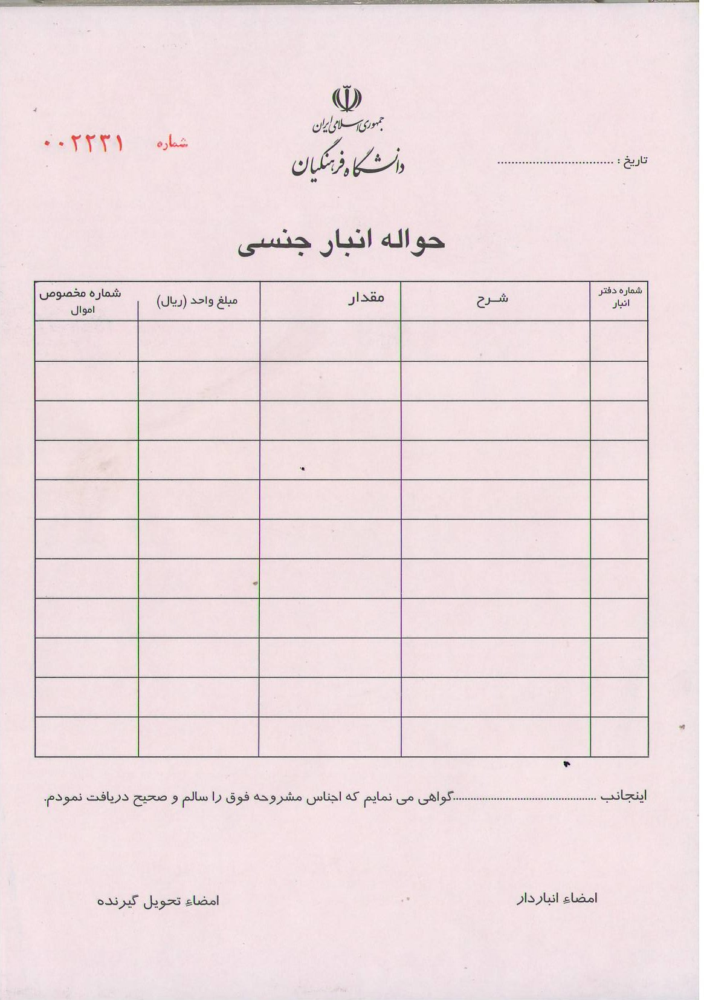 جمهوری اسلامی ایران
دانشگاه فرهنگیان
تاریخ : ................................
شماره ۰۰۲۲۳۱
حواله انبار جنسی
شماره دفتر انبار	شــرح	مقدار	مبلغ واحد (ریال)	شماره مخصوص اموال
اینجانب ................................................گواهی می نمایم که اجناس مشروحه فوق را سالم و صحیح دریافت نمودم.
امضاءِ انباردار	امضاءِ تحویل گیرنده